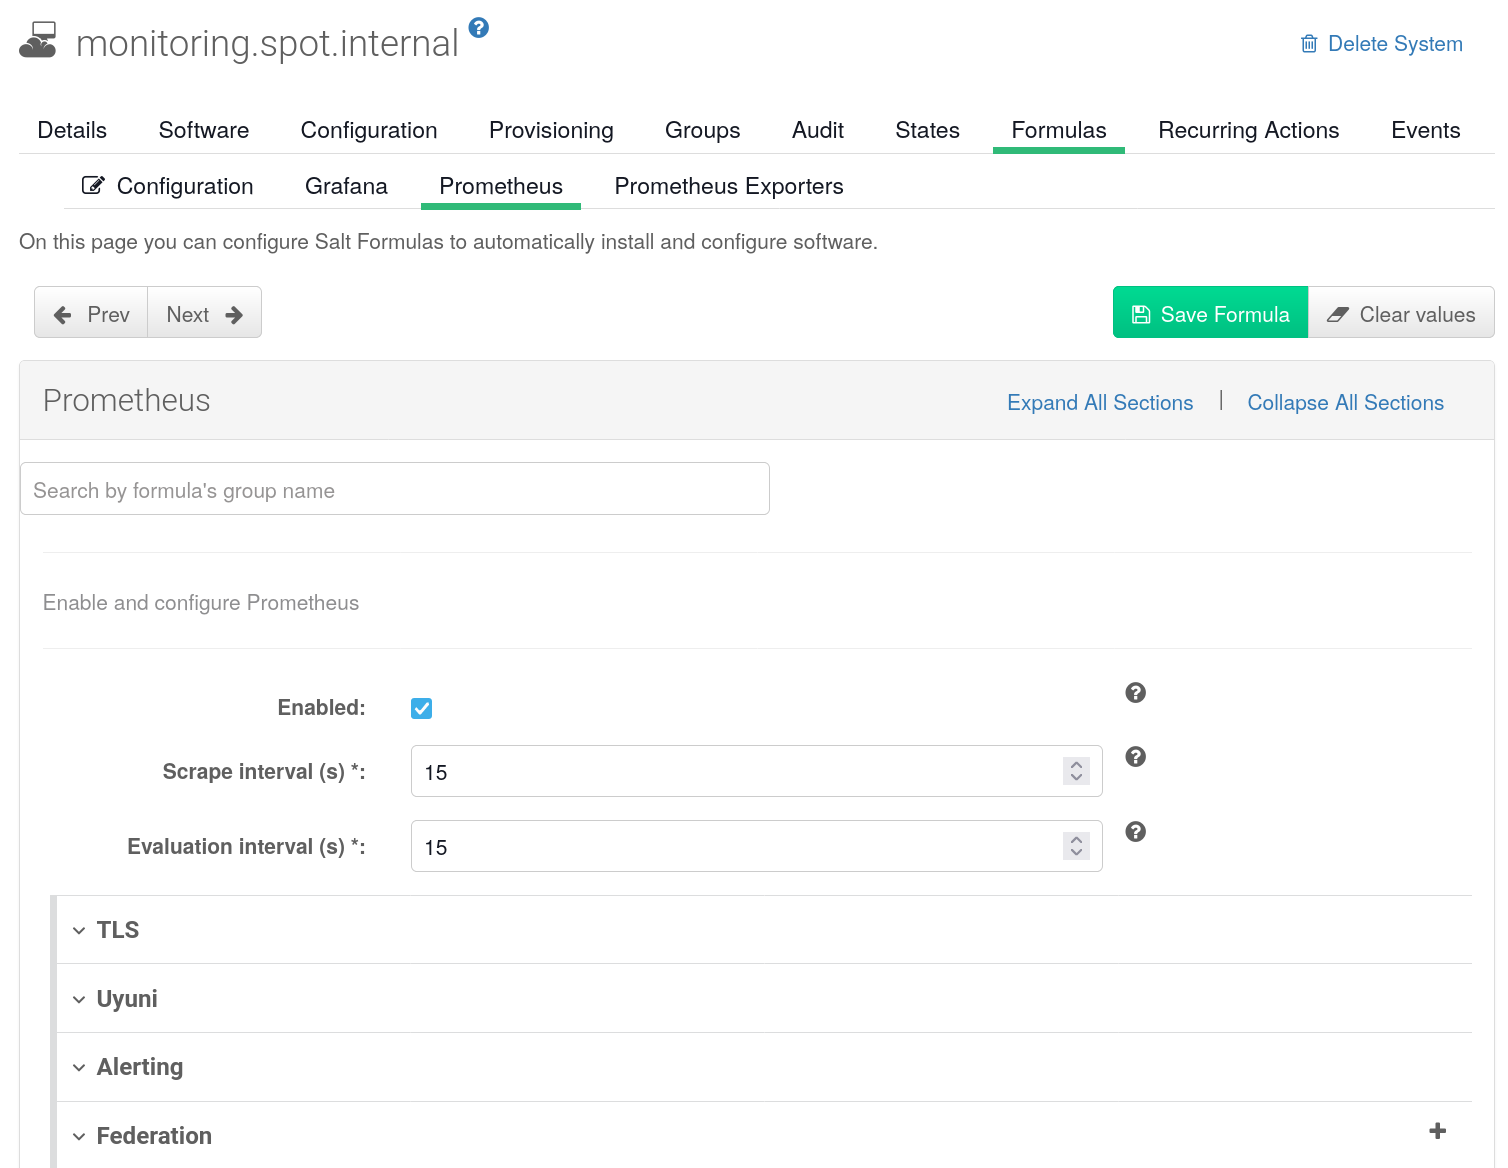 monitoring.spot.internal
Delete System
Details Software Configuration Provisioning Groups Audit States Formulas Recurring Actions Events
Configuration Grafana Prometheus Prometheus Exporters
On this page you can configure Salt Formulas to automatically install and configure software.
Prev Next Save Formula Clear values
Prometheus Expand All Sections | Collapse All Sections
Search by formula's group name
Enable and configure Prometheus
Enabled:
Scrape interval (s) *: 15
Evaluation interval (s) *: 15
TLS
Uyuni
Alerting
Federation